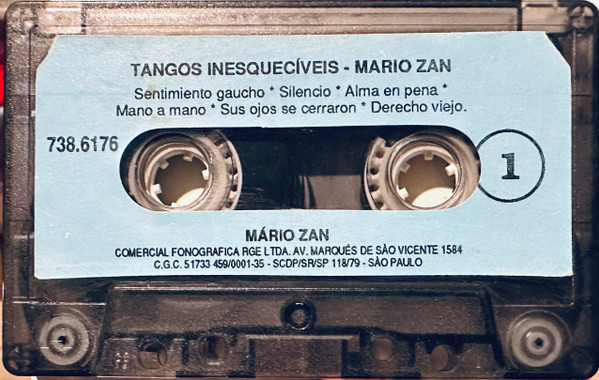 TANGOS INESQUECÍVEIS - MARIO ZAN
Sentimiento gaucho * Silencio * Alma en pena *
Mano a mano * Sus ojos se cerraron * Derecho viejo.
738.6176
1
MÁRIO ZAN
COMERCIAL FONOGRAFICA RGE LTDA. AV. MARQUÉS DE SÃO VICENTE 1584
C.G.C. 51733 459/0001-35 - SCDP/SR/SP 118/79 - SÃO PAULO